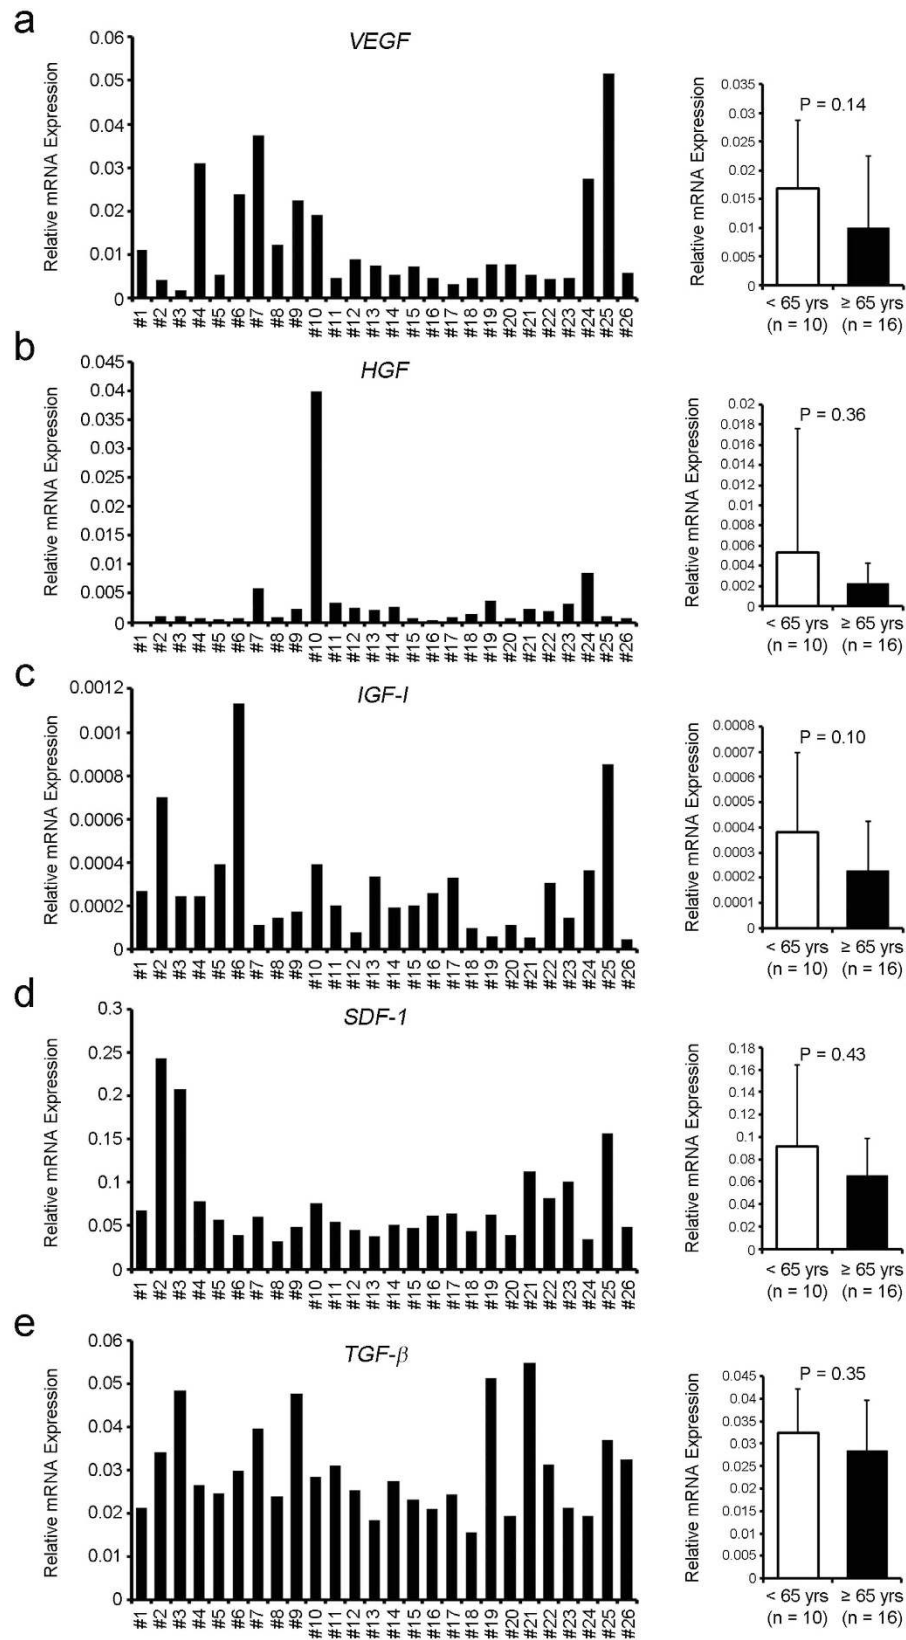 a
VEGF
Relative mRNA Expression
0.06
0.05
0.04
0.03
0.02
0.01
0
#1 #2 #3 #4 #5 #6 #7 #8 #9 #10 #11 #12 #13 #14 #15 #16 #17 #18 #19 #20 #21 #22 #23 #24 #25 #26
Relative mRNA Expression
0.035
0.03
0.025
0.02
0.015
0.01
0.005
0
P = 0.14
< 65 yrs ≥ 65 yrs
(n = 10) (n = 16)
b
HGF
Relative mRNA Expression
0.045
0.04
0.035
0.03
0.025
0.02
0.015
0.01
0.005
0
#1 #2 #3 #4 #5 #6 #7 #8 #9 #10 #11 #12 #13 #14 #15 #16 #17 #18 #19 #20 #21 #22 #23 #24 #25 #26
Relative mRNA Expression
0.02
0.018
0.016
0.014
0.012
0.01
0.008
0.006
0.004
0.002
0
P = 0.36
< 65 yrs ≥ 65 yrs
(n = 10) (n = 16)
c
IGF-I
Relative mRNA Expression
0.0012
0.001
0.0008
0.0006
0.0004
0.0002
0
#1 #2 #3 #4 #5 #6 #7 #8 #9 #10 #11 #12 #13 #14 #15 #16 #17 #18 #19 #20 #21 #22 #23 #24 #25 #26
Relative mRNA Expression
0.0008
0.0007
0.0006
0.0005
0.0004
0.0003
0.0002
0.0001
0
P = 0.10
< 65 yrs ≥ 65 yrs
(n = 10) (n = 16)
d
SDF-1
Relative mRNA Expression
0.3
0.25
0.2
0.15
0.1
0.05
0
#1 #2 #3 #4 #5 #6 #7 #8 #9 #10 #11 #12 #13 #14 #15 #16 #17 #18 #19 #20 #21 #22 #23 #24 #25 #26
Relative mRNA Expression
0.18
0.16
0.14
0.12
0.1
0.08
0.06
0.04
0.02
0
P = 0.43
< 65 yrs ≥ 65 yrs
(n = 10) (n = 16)
e
TGF-β
Relative mRNA Expression
0.06
0.05
0.04
0.03
0.02
0.01
0
#1 #2 #3 #4 #5 #6 #7 #8 #9 #10 #11 #12 #13 #14 #15 #16 #17 #18 #19 #20 #21 #22 #23 #24 #25 #26
Relative mRNA Expression
0.045
0.04
0.035
0.03
0.025
0.02
0.015
0.01
0.005
0
P = 0.35
< 65 yrs ≥ 65 yrs
(n = 10) (n = 16)